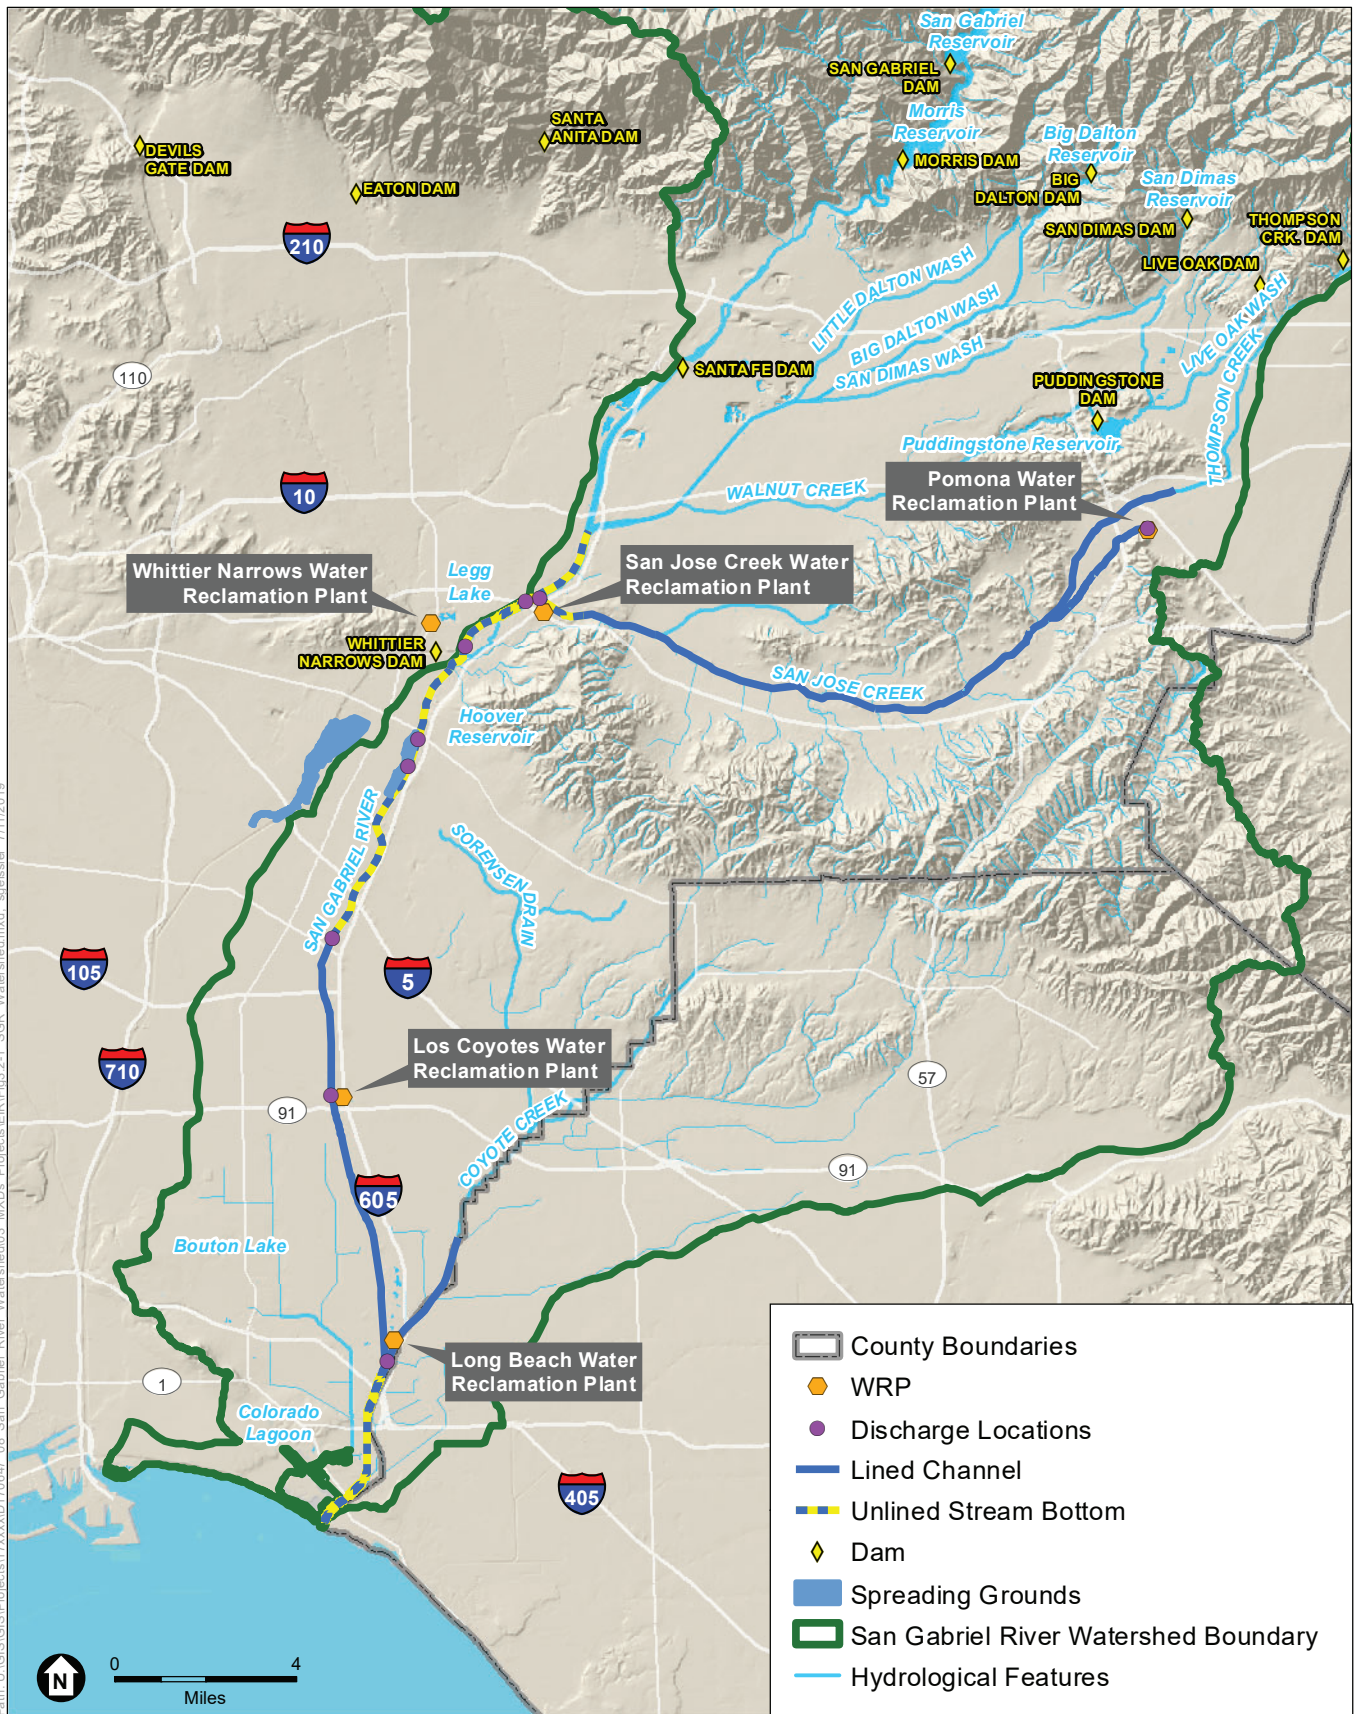 San Gabriel
Reservoir
SAN GABRIEL
DAM
Morris
Reservoir
MORRIS DAM
Big Dalton
Reservoir
BIG
DALTON DAM
San Dimas
Reservoir
SAN DIMAS DAM
THOMPSON
CRK. DAM
LIVE OAK DAM
SANTA
ANITA DAM
DEVILS
GATE DAM
EATON DAM
210
LITTLE DALTON WASH
BIG DALTON WASH
SAN DIMAS WASH
LIVE OAK WASH
THOMPSON CREEK
110
SANTA FE DAM
PUDDINGSTONE
DAM
Puddingstone Reservoir
10
WALNUT CREEK
Pomona Water
Reclamation Plant
Whittier Narrows Water
Reclamation Plant
Legg
Lake
San Jose Creek Water
Reclamation Plant
WHITTIER
NARROWS DAM
SAN JOSE CREEK
Hoover
Reservoir
SAN GABRIEL RIVER
SORENSEN DRAIN
105
5
710
Los Coyotes Water
Reclamation Plant
57
91
COYOTE CREEK
91
605
Bouton Lake
Long Beach Water
Reclamation Plant
1
Colorado
Lagoon
405
County Boundaries
WRP
Discharge Locations
Lined Channel
Unlined Stream Bottom
Dam
Spreading Grounds
San Gabriel River Watershed Boundary
Hydrological Features
N
0 4
Miles